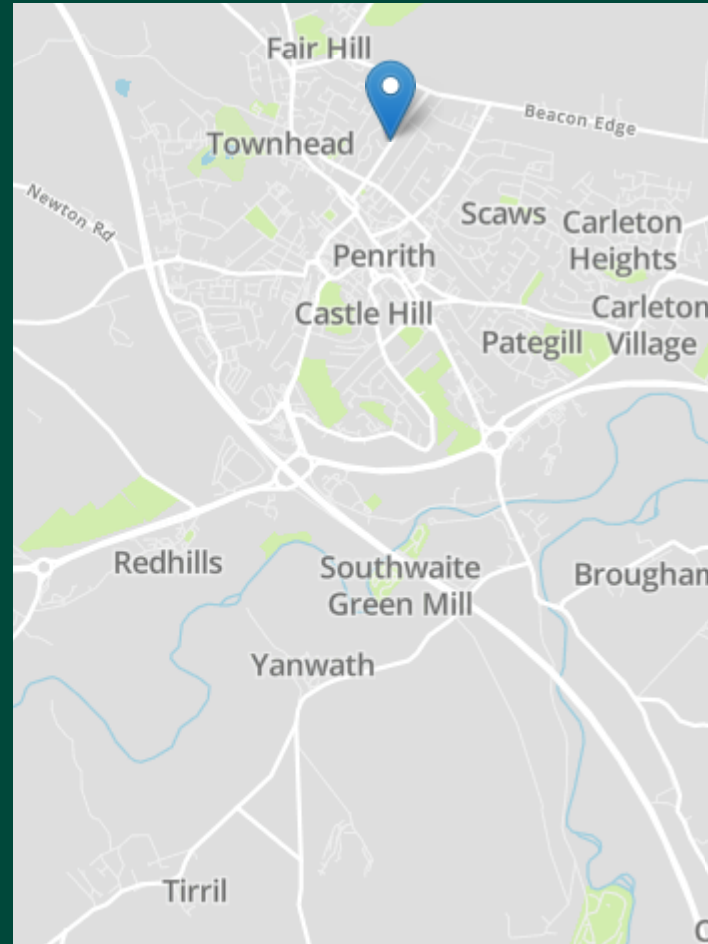 Fair Hill
Beacon Edge
Townhead
Newton Rd
Scaws
Carleton
Heights
Penrith
Castle Hill
Carleton
Village
Pategill
Redhills
Southwaite
Green Mill
Brougham
Yanwath
Tirril